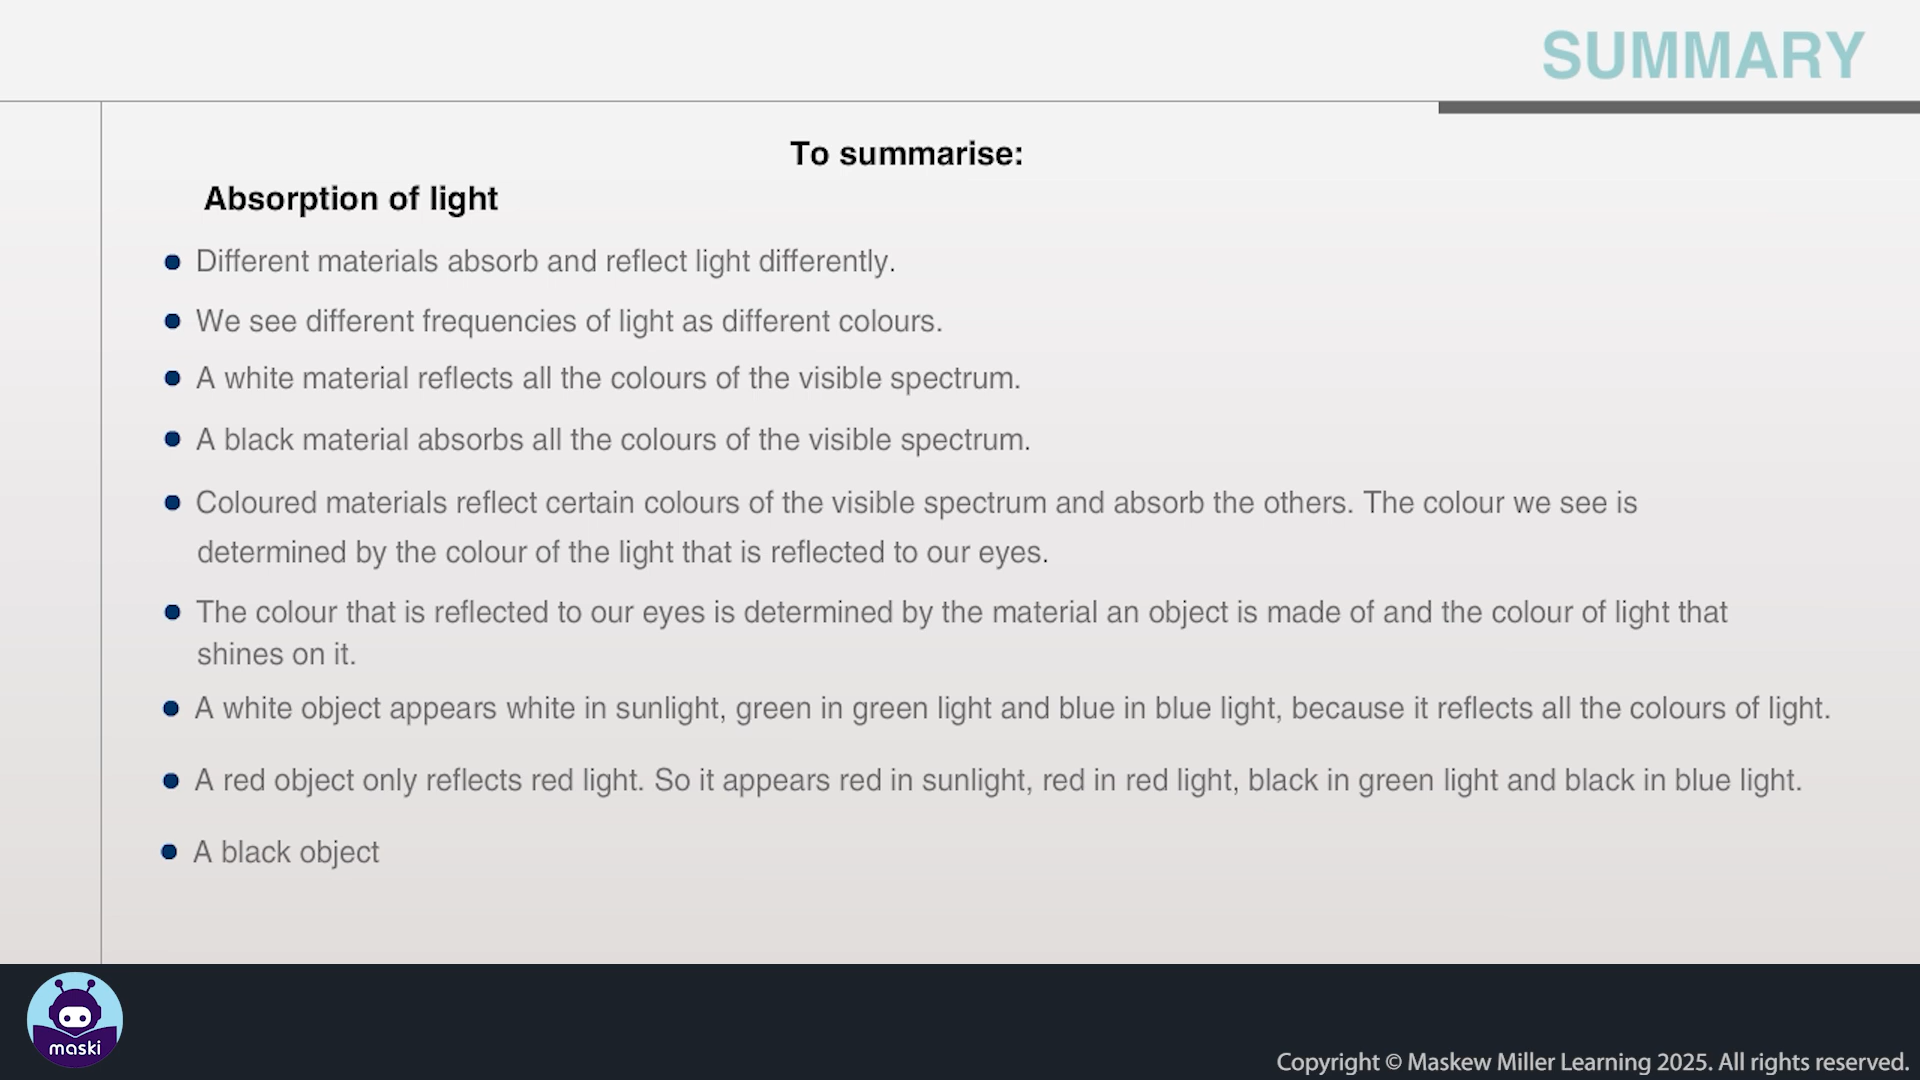 SUMMARY
To summarise:
Absorption of light
Different materials absorb and reflect light differently.
We see different frequencies of light as different colours.
A white material reflects all the colours of the visible spectrum.
A black material absorbs all the colours of the visible spectrum.
Coloured materials reflect certain colours of the visible spectrum and absorb the others. The colour we see is
determined by the colour of the light that is reflected to our eyes.
The colour that is reflected to our eyes is determined by the material an object is made of and the colour of light that
shines on it.
A white object appears white in sunlight, green in green light and blue in blue light, because it reflects all the colours of light.
A red object only reflects red light. So it appears red in sunlight, red in red light, black in green light and black in blue light.
A black object
maski
Copyright © Maskew Miller Learning 2025. All rights reserved.